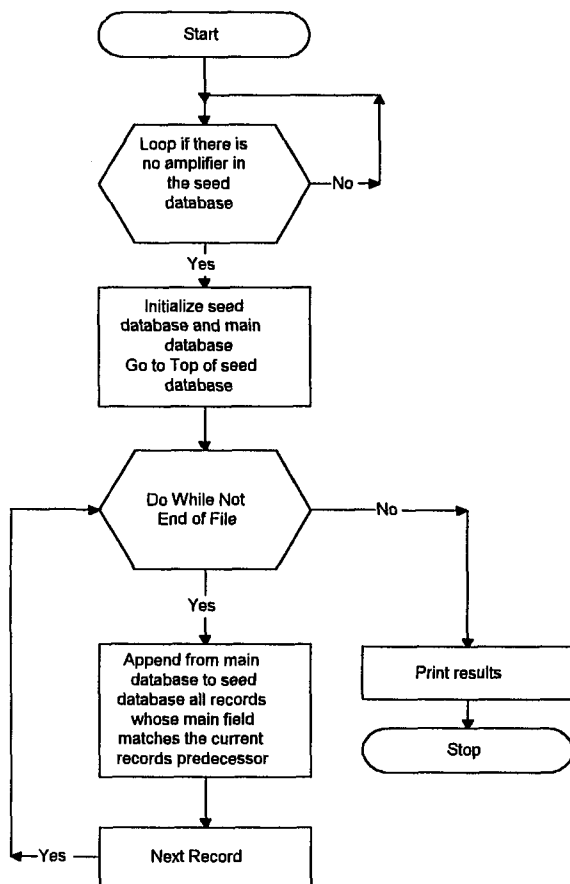 Start
Loop if there is
no amplifier in
the seed
database
No
Yes
Initialize seed
database and main
database
Go to Top of seed
database
Do While Not
End of File
No
Yes
Append from main
database to seed
database all records
whose main field
matches the current
records predecessor
Print results
Stop
Yes
Next Record